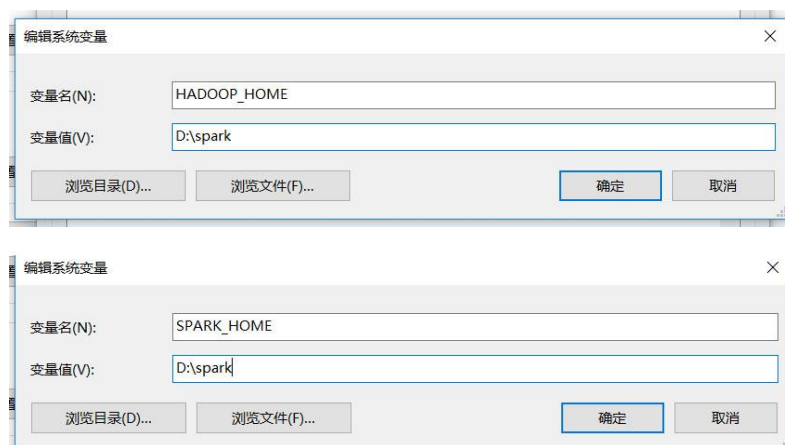 编辑系统变量
变量名(N): HADOOP_HOME
变量值(V): D:\spark
浏览目录(D)... 浏览文件(F)... 确定 取消
编辑系统变量
变量名(N): SPARK_HOME
变量值(V): D:\spark
浏览目录(D)... 浏览文件(F)... 确定 取消